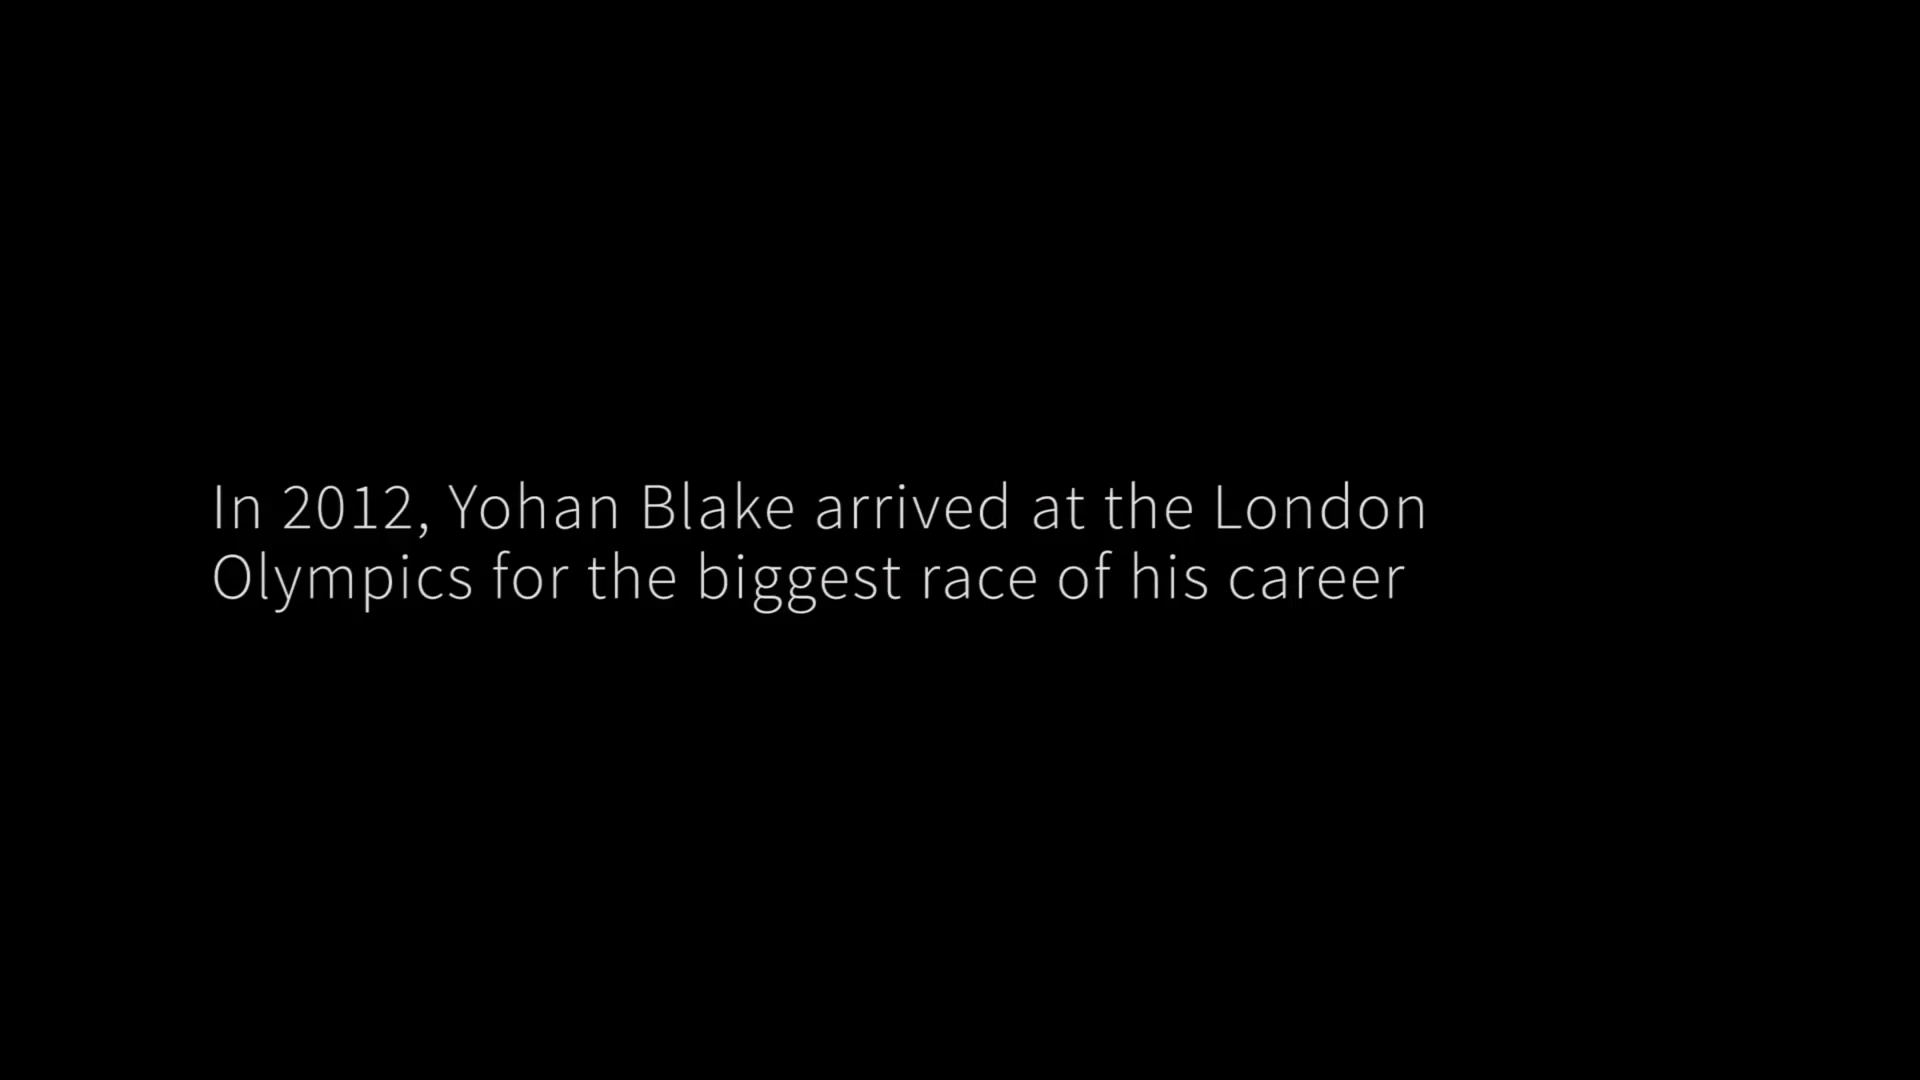 In 2012, Yohan Blake arrived at the London
Olympics for the biggest race of his career